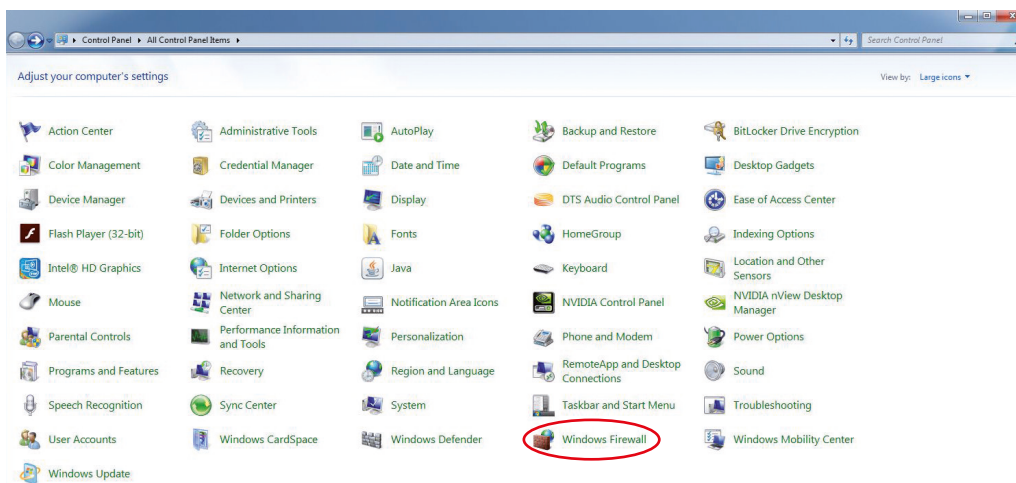 Control Panel All Control Panel Items
Search Control Panel
Adjust your computer's settings
View by: Large icons
Action Center
Administrative Tools
AutoPlay
Backup and Restore
BitLocker Drive Encryption
Color Management
Credential Manager
Date and Time
Default Programs
Desktop Gadgets
Device Manager
Devices and Printers
Display
DTS Audio Control Panel
Ease of Access Center
Flash Player (32-bit)
Folder Options
Fonts
HomeGroup
Indexing Options
Intel® HD Graphics
Internet Options
Java
Keyboard
Location and Other
Sensors
Mouse
Network and Sharing
Center
Notification Area Icons
NVIDIA Control Panel
NVIDIA nView Desktop
Manager
Parental Controls
Performance Information
and Tools
Personalization
Phone and Modem
Power Options
Programs and Features
Recovery
Region and Language
RemoteApp and Desktop
Connections
Sound
Speech Recognition
Sync Center
System
Taskbar and Start Menu
Troubleshooting
User Accounts
Windows CardSpace
Windows Defender
Windows Firewall
Windows Mobility Center
Windows Update